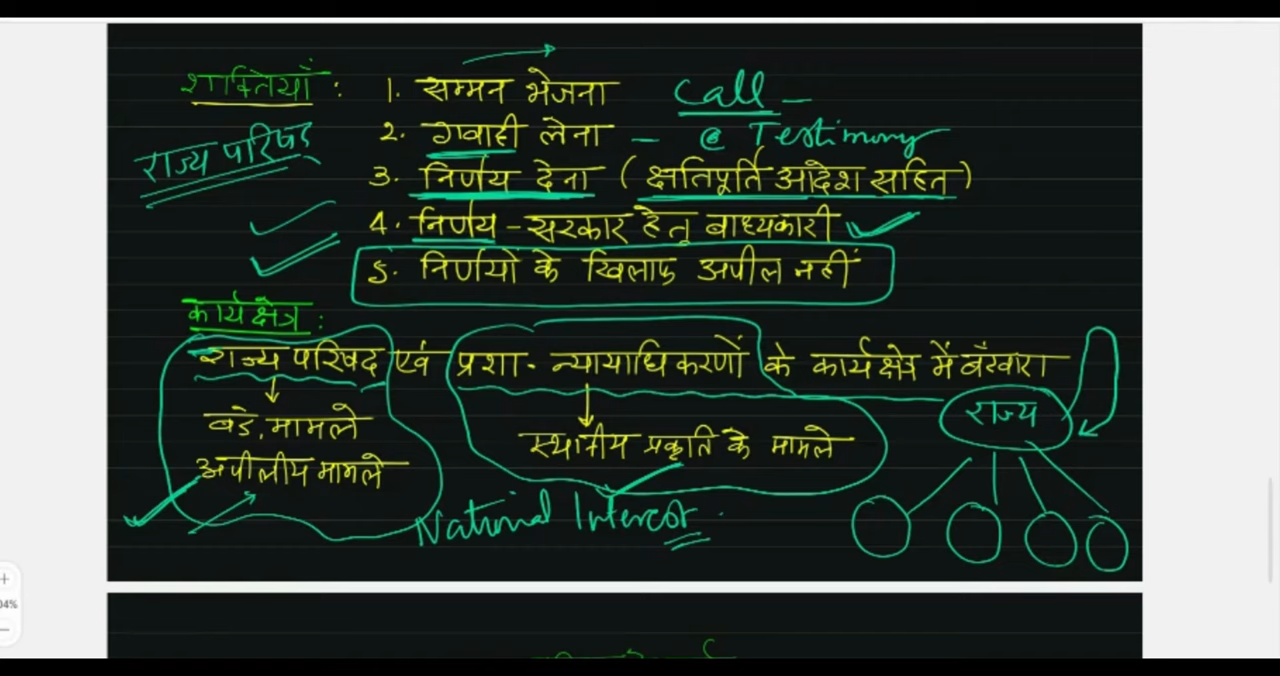 शक्तियाँ : 1. सम्मन भेजना Call –
2. गवाही लेना – @ Testimony
राज्य परिषद
3. निर्णय देना (क्षतिपूर्ति आदेश सहित)
4. निर्णय – सरकार हेतू बाध्यकारी
5. निर्णयों के खिलाफ अपील नहीं
कार्यक्षेत्र :
राज्य परिषद एवं प्रशा. न्यायाधिकरणों के कार्यक्षेत्र में बंटवारा
राज्य
बडे. मामले
स्थानीय प्रकृति के मामले
अपीलीय मामले
National
04%